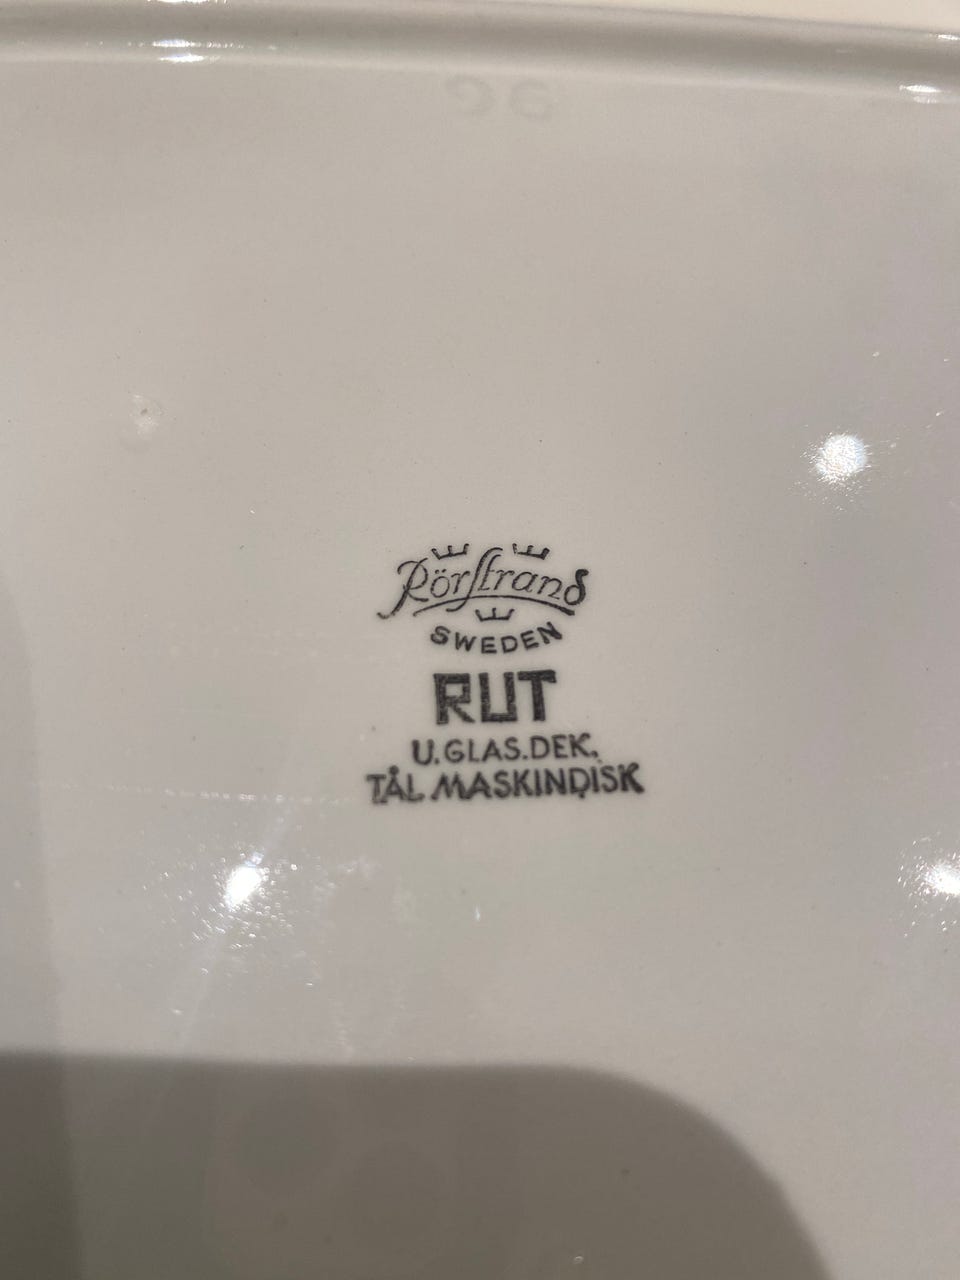 Rörstrand
SWEDEN
RUT
U.GLAS.DEK.
TÅL MASKINDISK